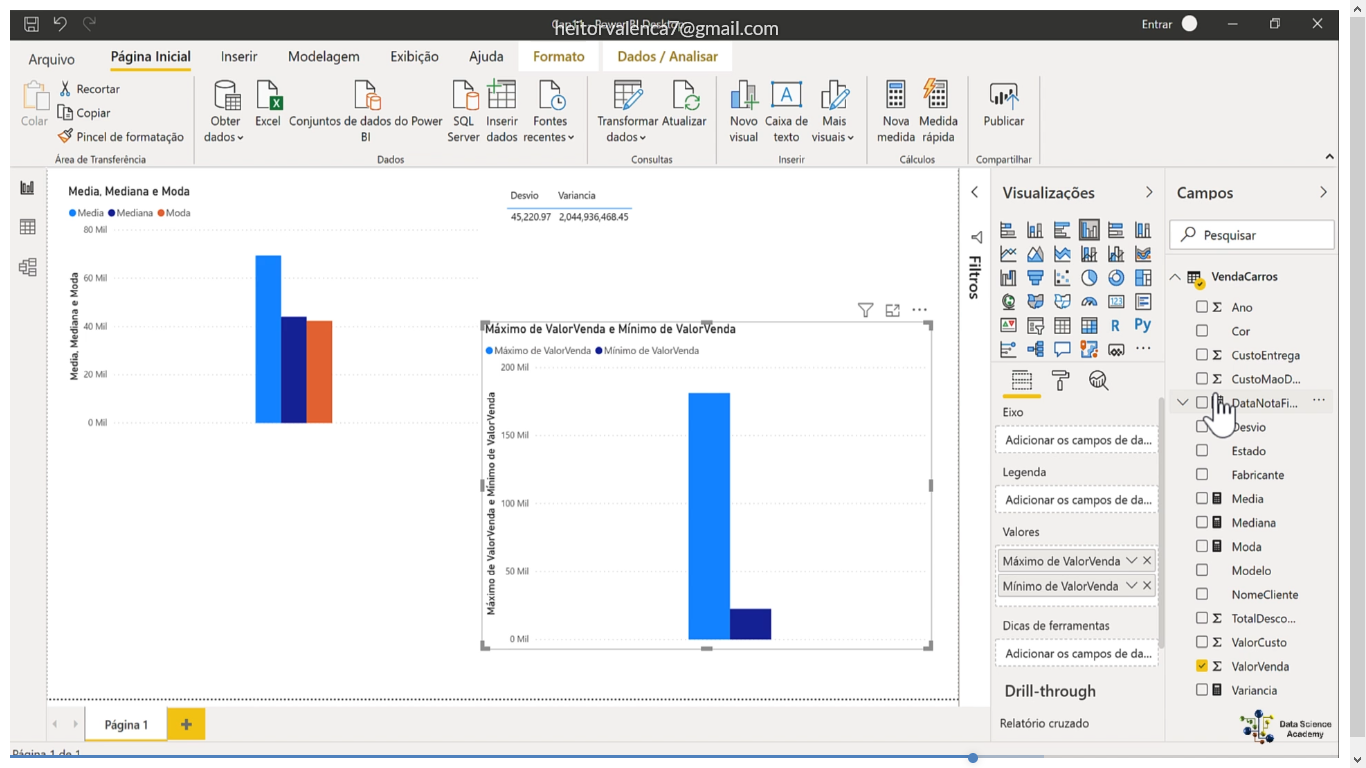 Entrar
heitorvalenca7@gmail.com
Arquivo
Página Inicial
Inserir
Modelagem
Exibição
Ajuda
Formato
Dados / Analisar
Colar
Recortar
Copiar
Pincel de formatação
Área de Transferência
Obter dados
Excel
Conjuntos de dados do Power BI
SQL Server
Inserir dados
Fontes recentes
Dados
Transformar dados
Atualizar
Consultas
Novo visual
Caixa de texto
Mais visuais
Inserir
Nova medida
Medida rápida
Cálculos
Publicar
Compartilhar
Media, Mediana e Moda
Media Mediana Moda
80 Mil
60 Mil
40 Mil
20 Mil
0 Mil
Media, Mediana e Moda
Desvio Variancia
45,220.97 2,044,936,468.45
Máximo de ValorVenda e Mínimo de ValorVenda
Máximo de ValorVenda Mínimo de ValorVenda
200 Mil
150 Mil
100 Mil
50 Mil
0 Mil
Máximo de ValorVenda e Mínimo de ValorVenda
Filtros
Visualizações
R
Py
Eixo
Adicionar os campos de da...
Legenda
Adicionar os campos de da...
Valores
Máximo de ValorVenda
Mínimo de ValorVenda
Dicas de ferramentas
Adicionar os campos de da...
Drill-through
Relatório cruzado
Campos
Pesquisar
VendaCarros
Ano
Cor
CustoEntrega
CustoMaoD...
DataNotaFi...
Desvio
Estado
Fabricante
Media
Mediana
Moda
Modelo
NomeCliente
TotalDesco...
ValorCusto
ValorVenda
Variancia
Página 1
Página 1 de 1
Data Science
Academy